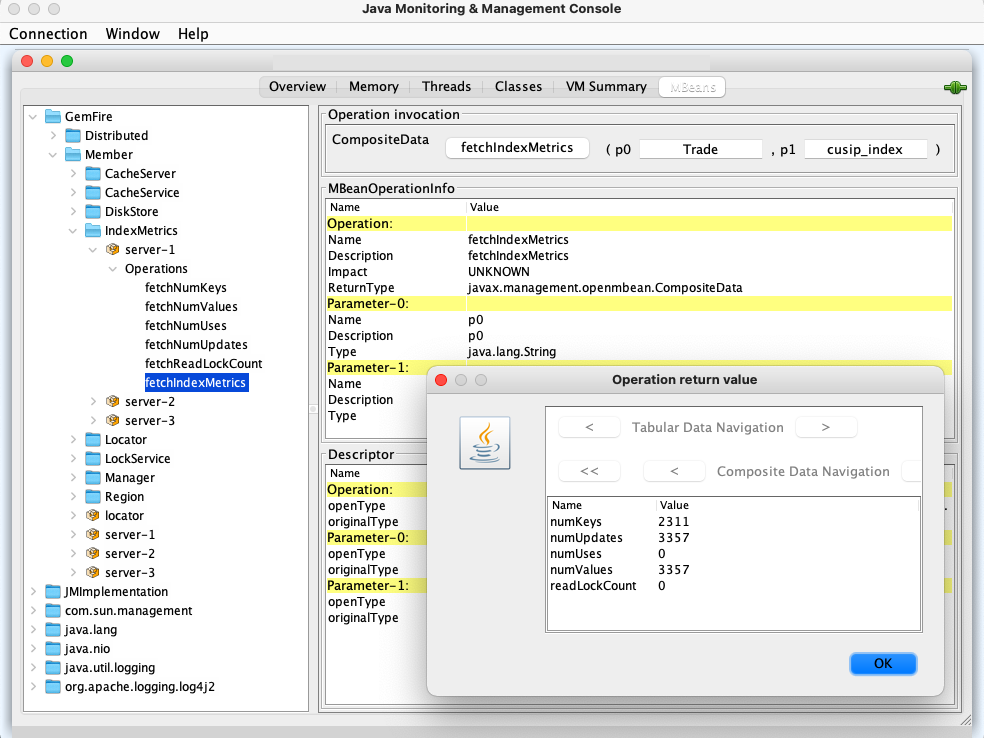 Java Monitoring & Management Console
Connection Window Help
Overview Memory Threads Classes VM Summary MBeans
GemFire
Distributed
Member
CacheServer
CacheService
DiskStore
IndexMetrics
server-1
Operations
fetchNumKeys
fetchNumValues
fetchNumUses
fetchNumUpdates
fetchReadLockCount
fetchIndexMetrics
server-2
server-3
Locator
LockService
Manager
Region
locator
server-1
server-2
server-3
JMImplementation
com.sun.management
java.lang
java.nio
java.util.logging
org.apache.logging.log4j2
Operation invocation
CompositeData fetchIndexMetrics ( p0 Trade , p1 cusip_index )
MBeanOperationInfo
Name Value
Operation:
Name fetchIndexMetrics
Description fetchIndexMetrics
Impact UNKNOWN
ReturnType javax.management.openmbean.CompositeData
Parameter-0:
Name p0
Description p0
Type java.lang.String
Parameter-1:
Name
Description
Type
Descriptor
Name
Operation:
openType
originalType
Parameter-0:
openType
originalType
Parameter-1:
openType
originalType
Operation return value
< Tabular Data Navigation >
<< < Composite Data Navigation
Name Value
numKeys 2311
numUpdates 3357
numUses 0
numValues 3357
readLockCount 0
OK